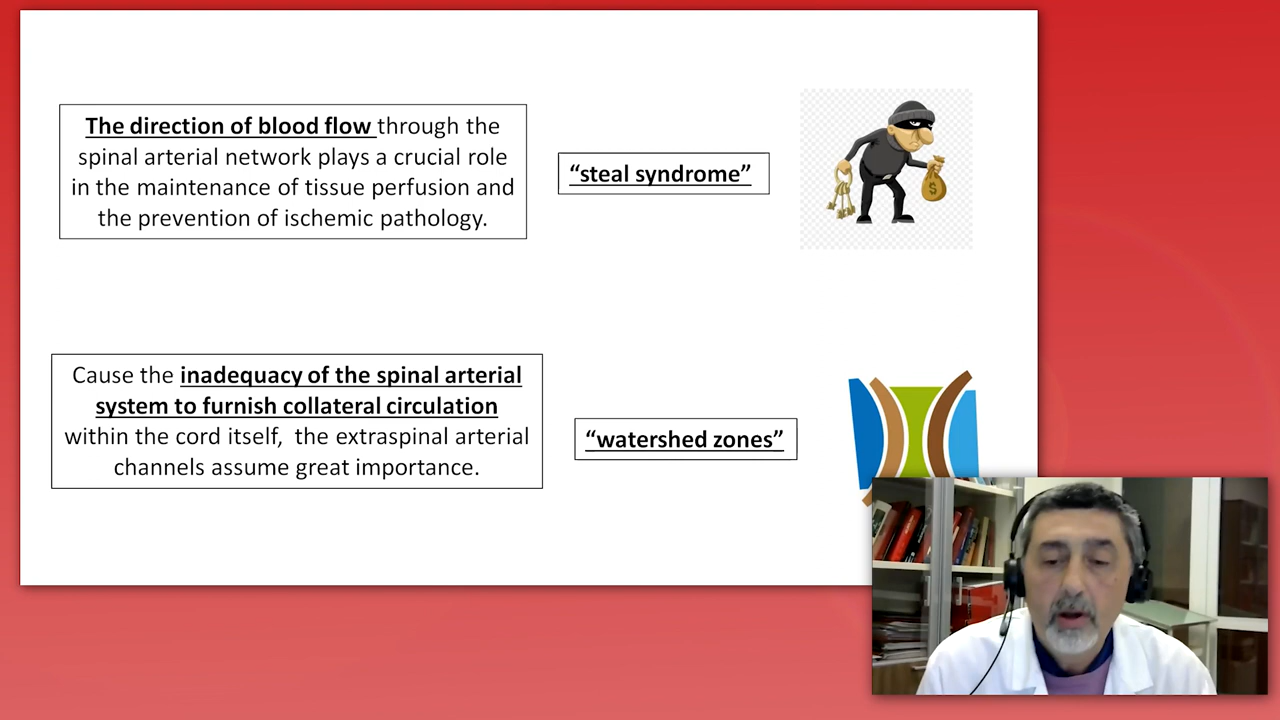 The direction of blood flow through the
spinal arterial network plays a crucial role
in the maintenance of tissue perfusion and
the prevention of ischemic pathology.
“steal syndrome”
$
Cause the inadequacy of the spinal arterial
system to furnish collateral circulation
within the cord itself, the extraspinal arterial
channels assume great importance.
“watershed zones”